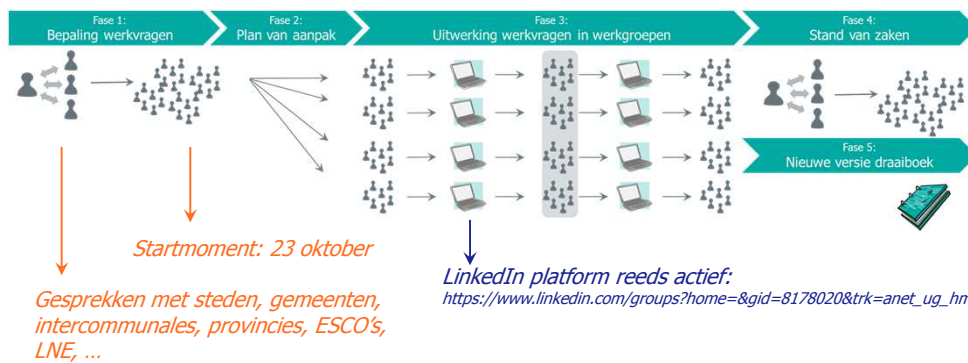 Fase 1:
Bepaling werkvragen
Fase 2:
Plan van aanpak
Fase 3:
Uitwerking werkvragen in werkgroepen
Fase 4:
Stand van zaken
Fase 5:
Nieuwe versie draaiboek
Startmoment: 23 oktober
Gesprekken met steden, gemeenten,
intercommunales, provincies, ESCO's,
LNE, ...
LinkedIn platform reeds actief:
https://www.linkedin.com/groups?home=&gid=8178020&trk=anet_ug_hm